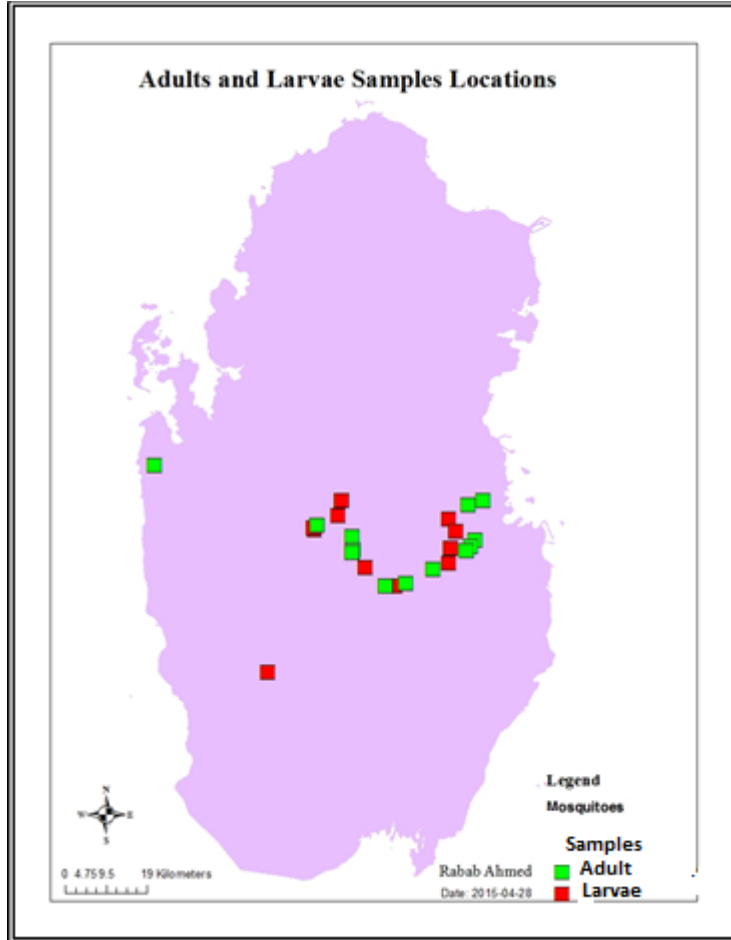 Adults and Larvae Samples Locations
Legend
Mosquitoes
Samples
Adult
Larvae
N
W E
S
0 4.759.5 19 Kilometers
Rabab Ahmed
Date: 2015-04-28